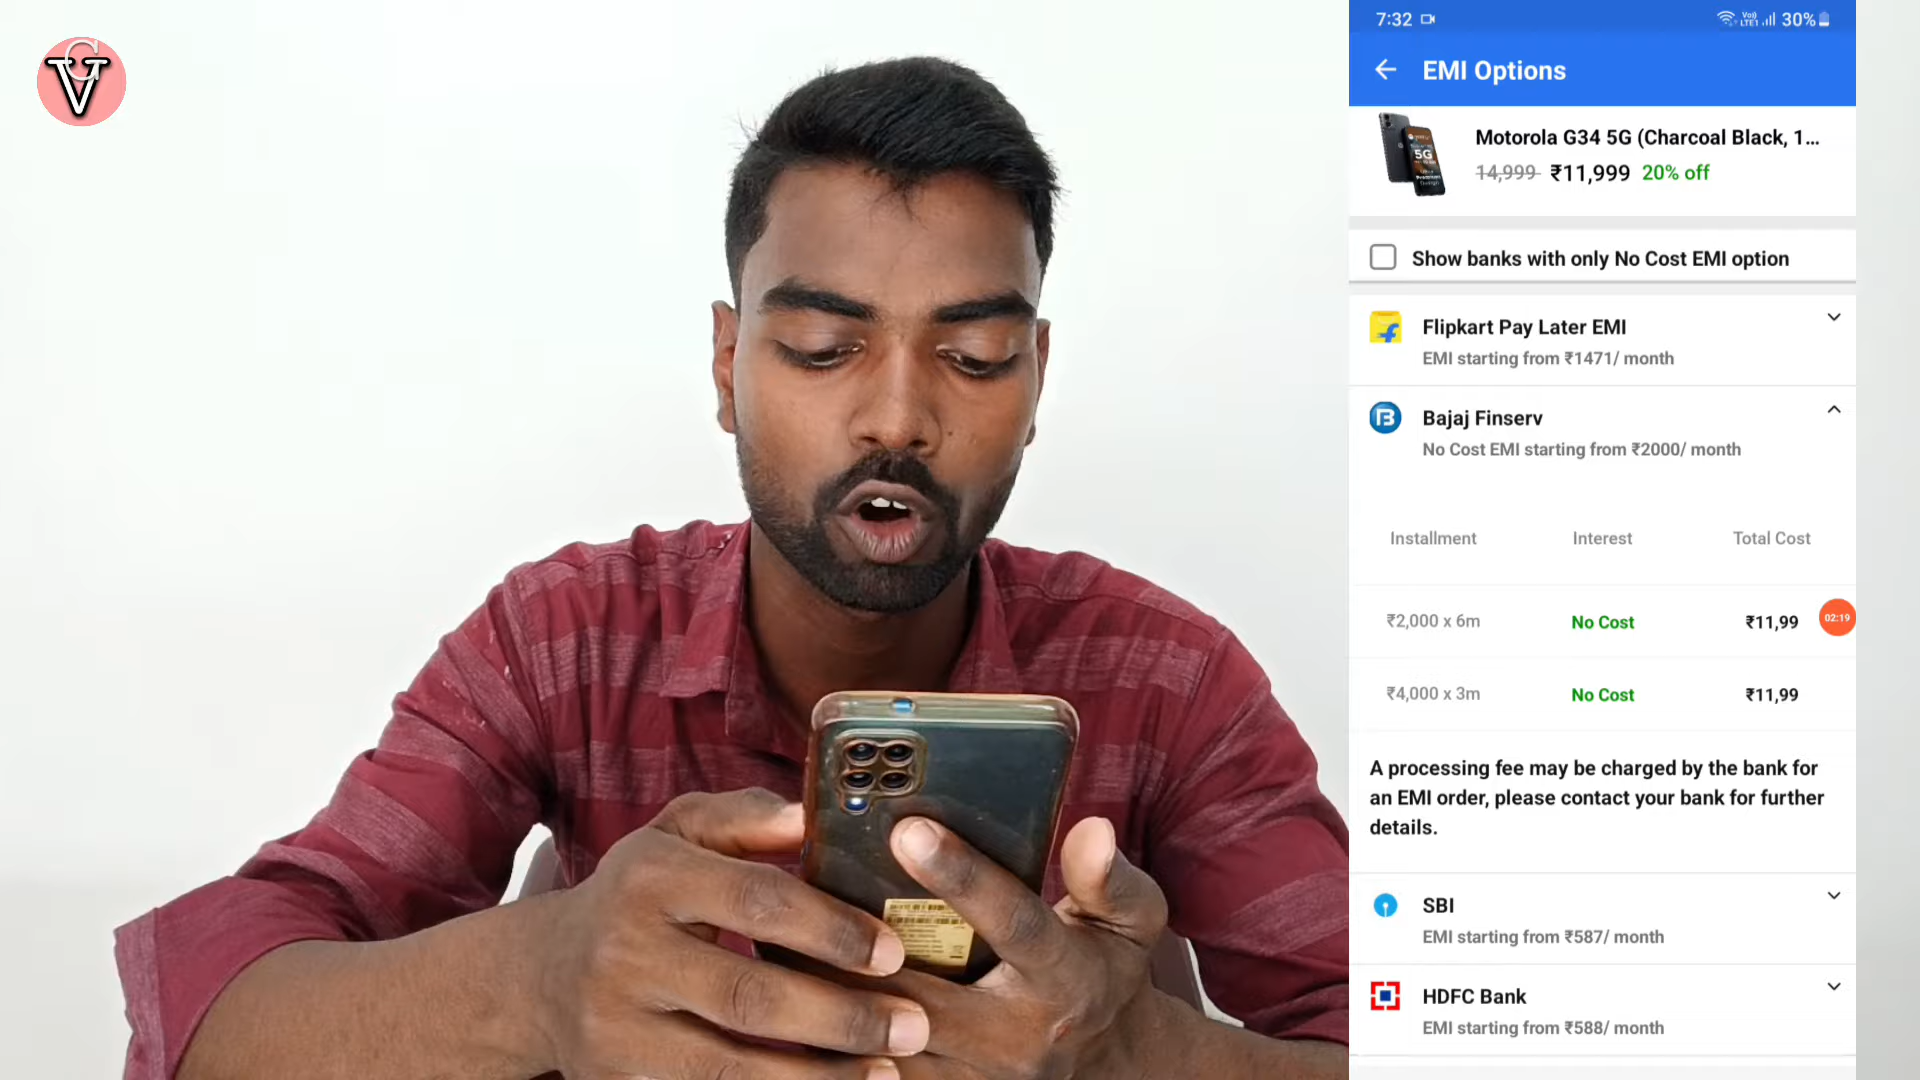 GV
7:32
Vo))
LTE1
30%
EMI Options
Motorola G34 5G (Charcoal Black, 1...
14,999 ₹11,999 20% off
5G
Show banks with only No Cost EMI option
Flipkart Pay Later EMI
EMI starting from ₹1471/ month
Bajaj Finserv
No Cost EMI starting from ₹2000/ month
Installment Interest Total Cost
₹2,000 x 6m No Cost ₹11,99
02:19
₹4,000 x 3m No Cost ₹11,99
A processing fee may be charged by the bank for
an EMI order, please contact your bank for further
details.
SBI
EMI starting from ₹587/ month
HDFC Bank
EMI starting from ₹588/ month